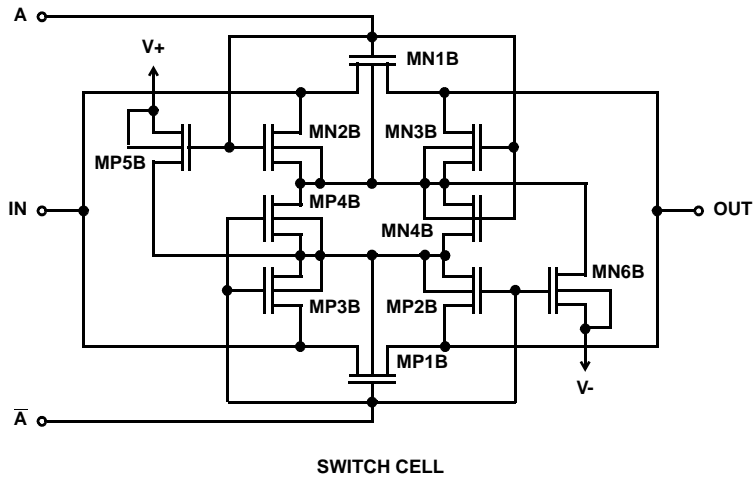 A
V+
MN1B
MN2B
MN3B
MP5B
MP4B
IN
OUT
MN4B
MN6B
MP3B
MP2B
MP1B
V-
A̅
SWITCH CELL